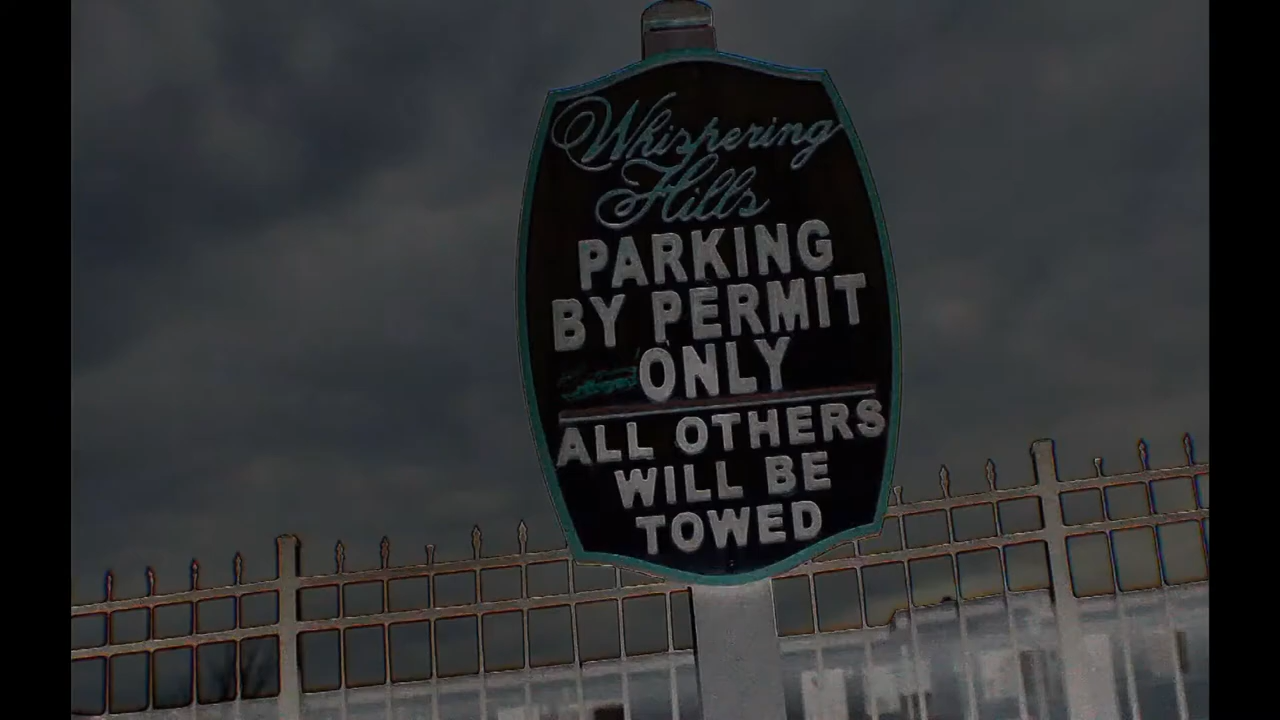 Whispering
Hills
PARKING
BY PERMIT
ONLY
ALL OTHERS
WILL BE
TOWED